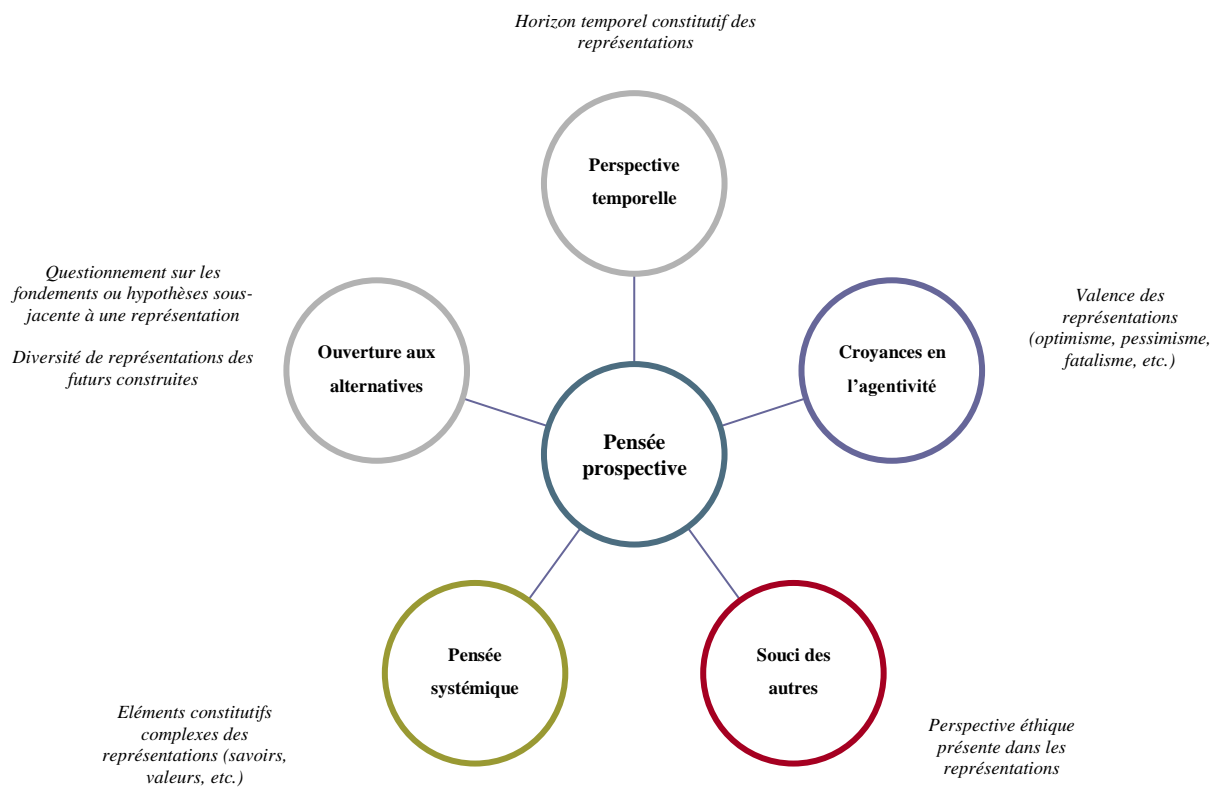 Horizon temporel constitutif des
représentations
Perspective
temporelle
Questionnement sur les
fondements ou hypothèses sous-
jacente à une représentation
Diversité de représentations des
futurs construites
Ouverture aux
alternatives
Croyances en
l'agentivité
Valence des
représentations
(optimisme, pessimisme,
fatalisme, etc.)
Pensée
prospective
Pensée
systémique
Souci des
autres
Eléments constitutifs
complexes des
représentations (savoirs,
valeurs, etc.)
Perspective éthique
présente dans les
représentations